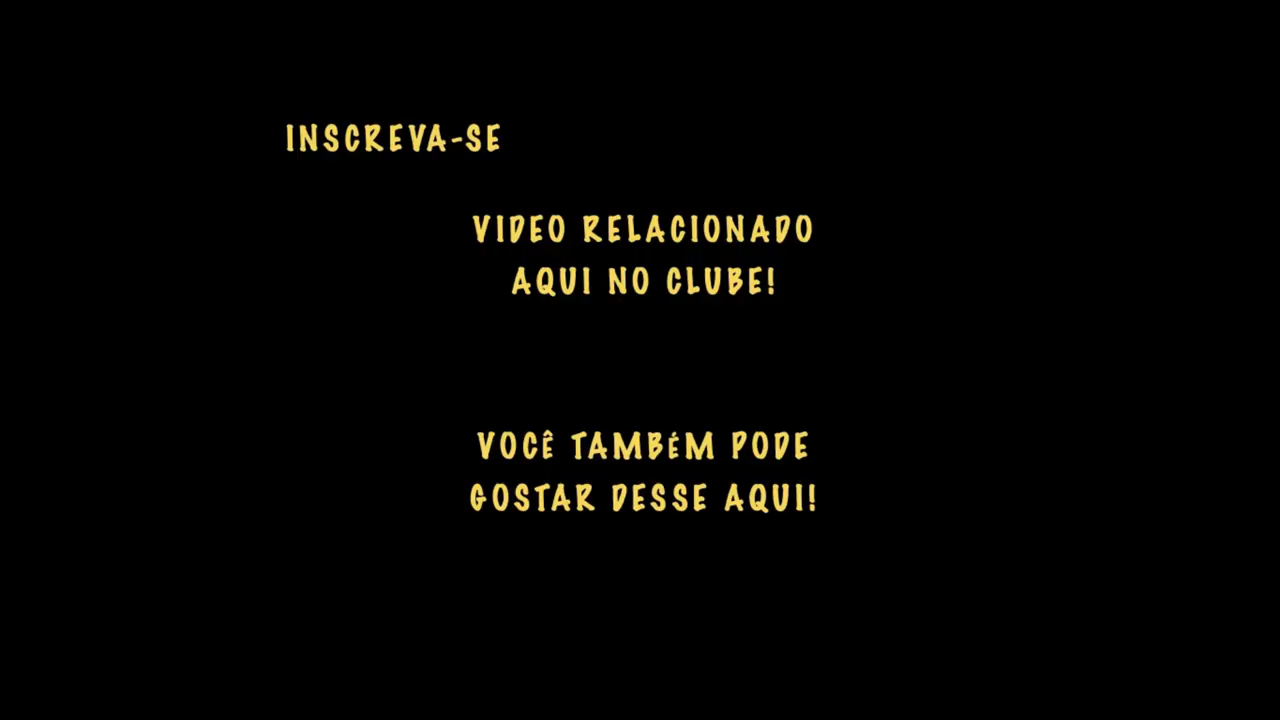 INSCREVA-SE
VIDEO RELACIONADO
AQUI NO CLUBE!
VOCÊ TAMBÉM PODE
GOSTAR DESSE AQUI!